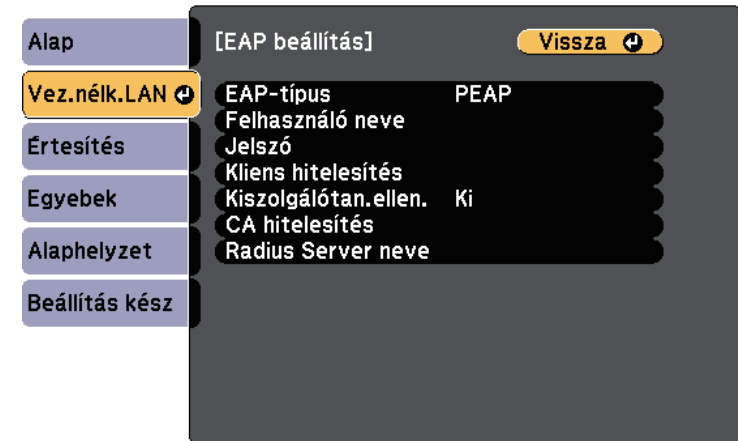 Alap
Vez.nélk.LAN
Értesítés
Egyebek
Alaphelyzet
Beállítás kész
[EAP beállítás]
Vissza
EAP-típus PEAP
Felhasználó neve
Jelszó
Kliens hitelesítés
Kiszolgálótan.ellen. Ki
CA hitelesítés
Radius Server neve